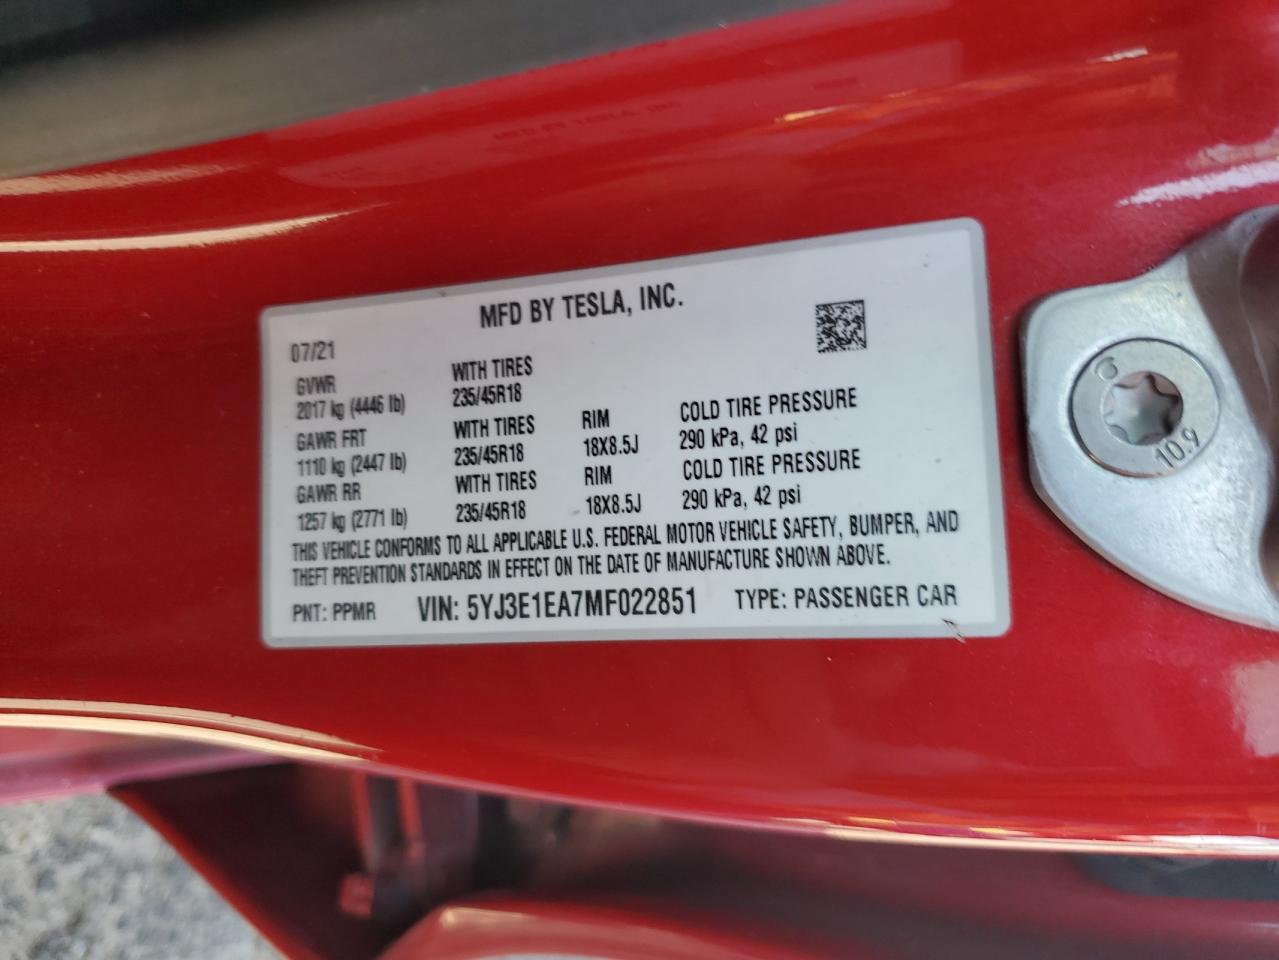 MFD BY TESLA, INC.
07/21
GVWR WITH TIRES
2017 kg (4446 lb) 235/45R18
GAWR FRT WITH TIRES RIM COLD TIRE PRESSURE
1110 kg (2447 lb) 235/45R18 18X8.5J 290 kPa, 42 psi
GAWR RR WITH TIRES RIM COLD TIRE PRESSURE
1257 kg (2771 lb) 235/45R18 18X8.5J 290 kPa, 42 psi
THIS VEHICLE CONFORMS TO ALL APPLICABLE U.S. FEDERAL MOTOR VEHICLE SAFETY, BUMPER, AND
THEFT PREVENTION STANDARDS IN EFFECT ON THE DATE OF MANUFACTURE SHOWN ABOVE.
PNT: PPMR VIN: 5YJ3E1EA7MF022851 TYPE: PASSENGER CAR
10.9